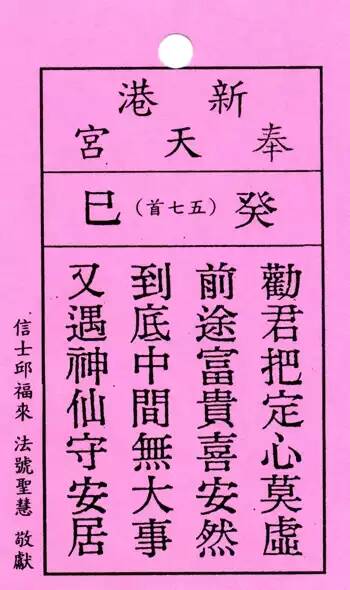 新港
奉天宮
癸（五七首）巳
勸君把定心莫虛
前途富貴喜安然
到底中間無大事
又遇神仙守安居
信士邱福來 法號聖慧 敬獻